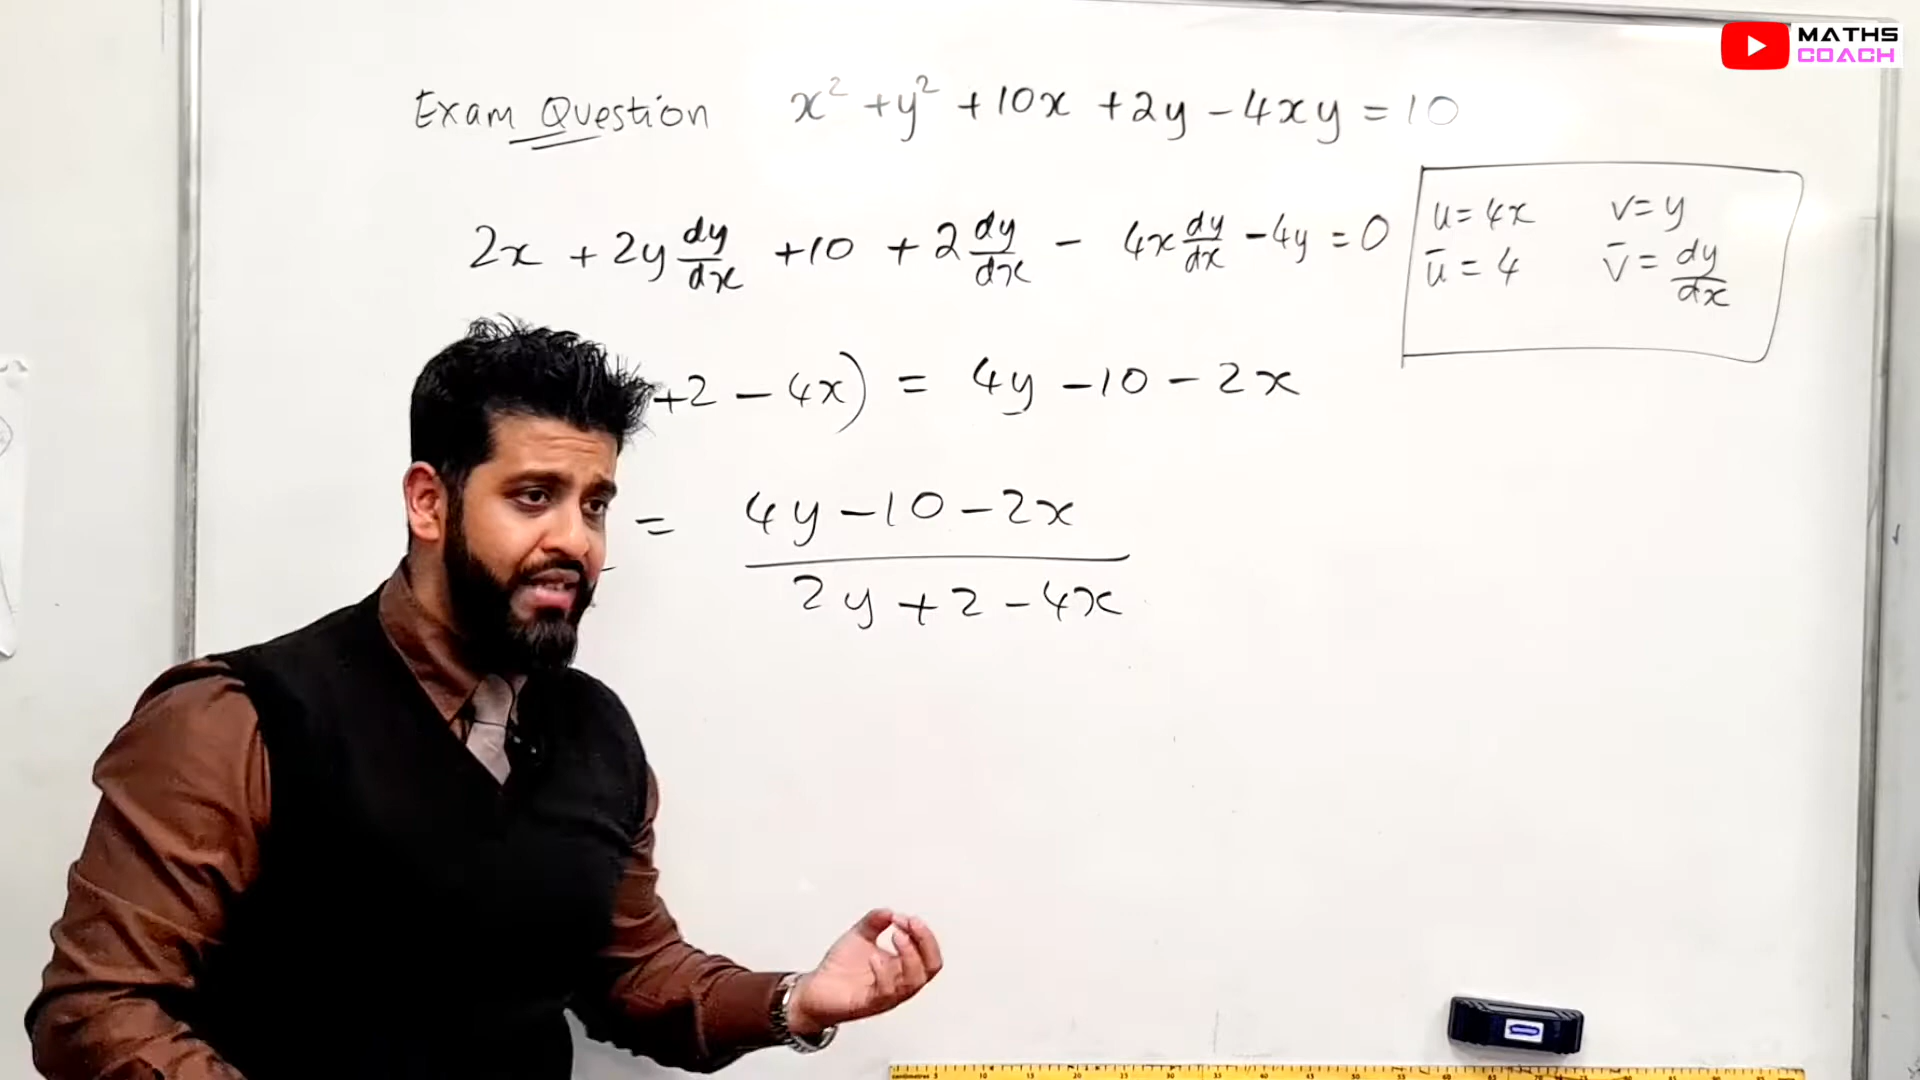 MATHS
COACH
Exam Question x² + y² + 10x + 2y - 4xy = 10
2x + 2y dy/dx + 10 + 2 dy/dx - 4x dy/dx - 4y = 0
u = 4x v = y
ū = 4 v̄ = dy/dx
+2 - 4x) = 4y - 10 - 2x
= (4y - 10 - 2x)/(2y + 2 - 4x)